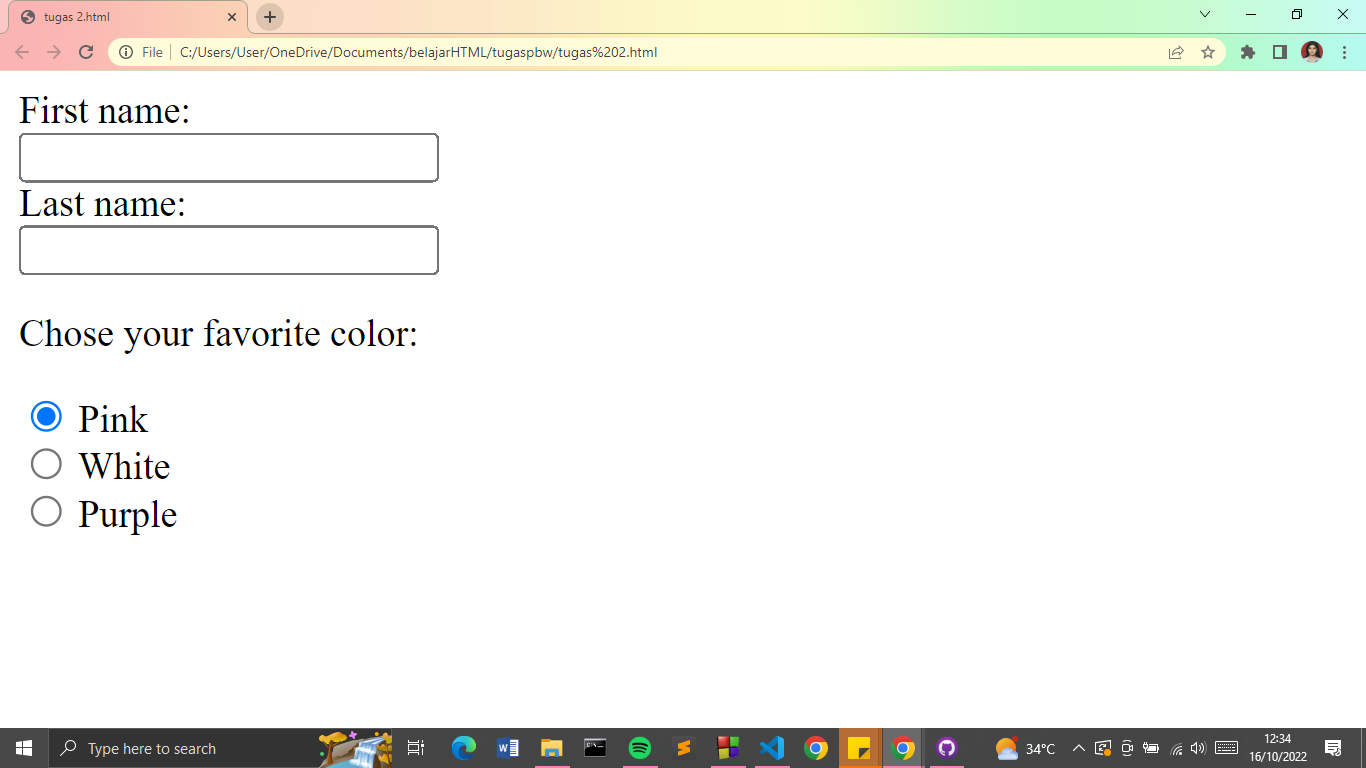 tugas 2.html
File
C:/Users/User/OneDrive/Documents/belajarHTML/tugaspbw/tugas%202.html
First name:
Last name:
Chose your favorite color:
Pink
White
Purple
Type here to search
34°C
12:34
16/10/2022